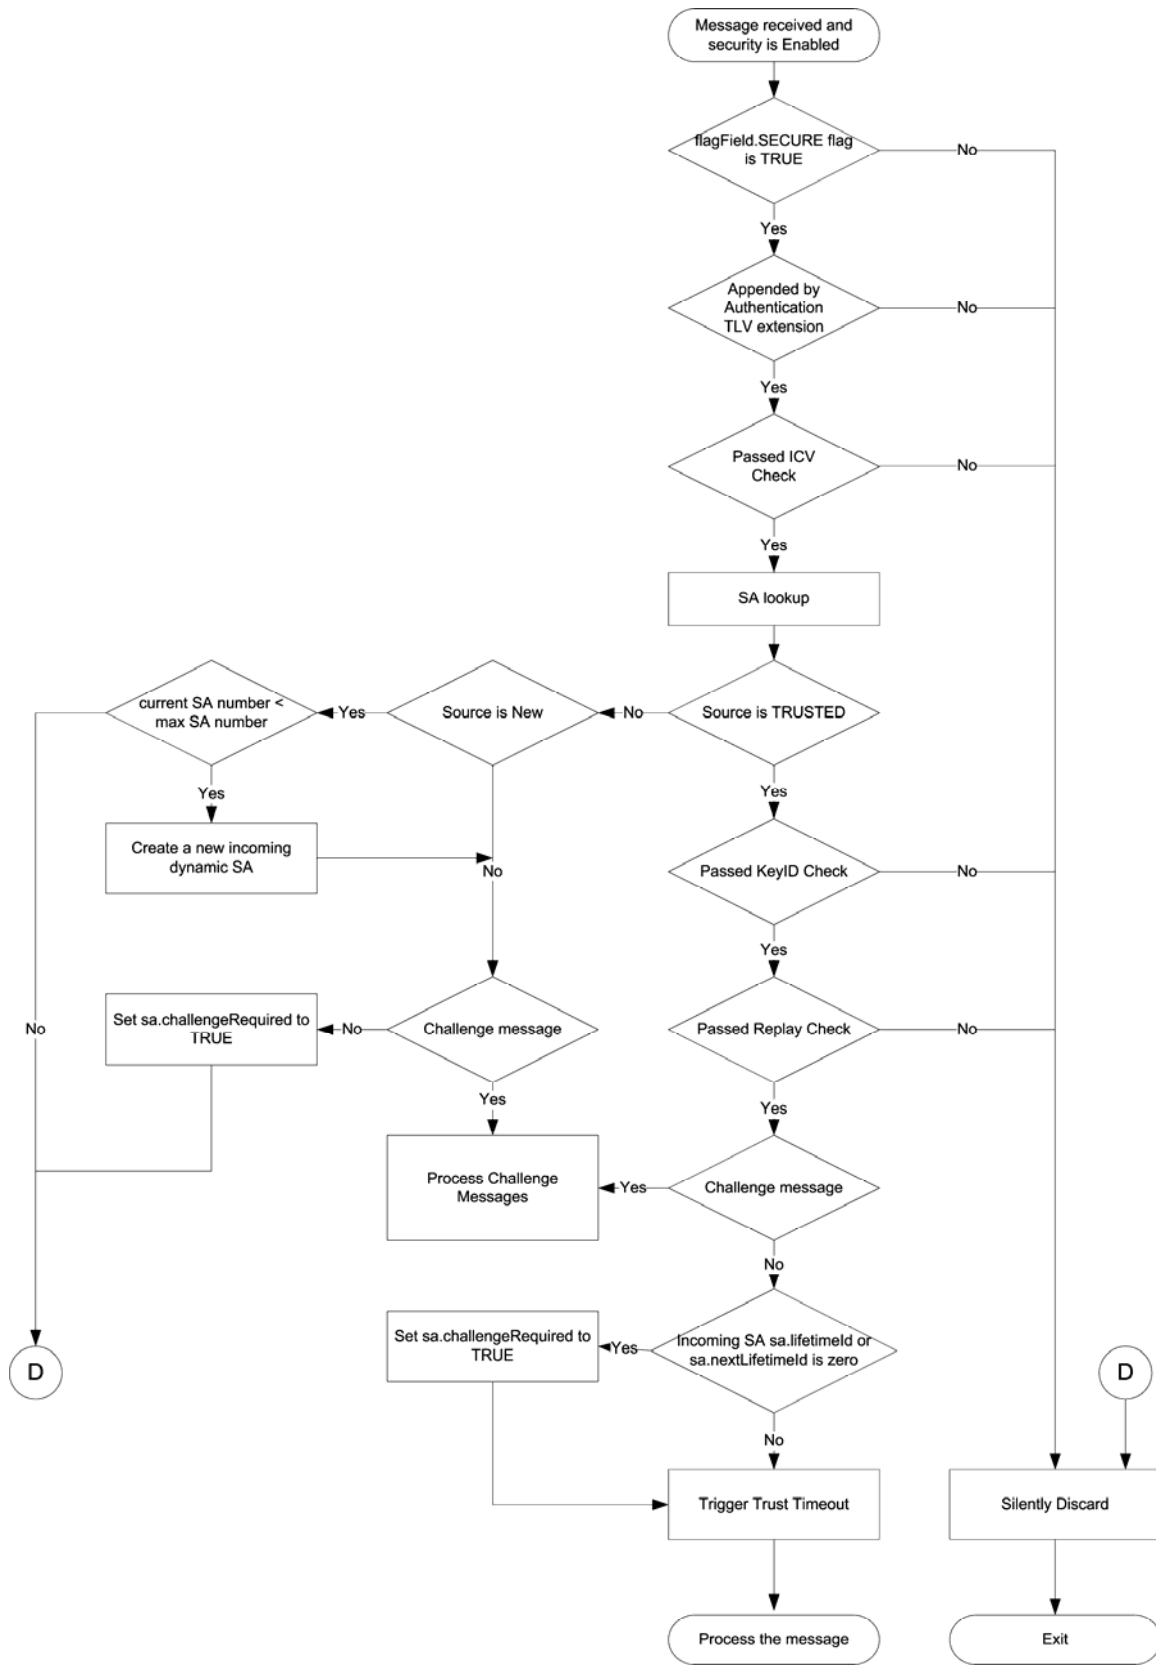 Message received and
security is Enabled
flagField.SECURE flag
is TRUE
No
Yes
Appended by
Authentication
TLV extension
No
Yes
Passed ICV
Check
No
Yes
SA lookup
current SA number <
max SA number
Yes
Source is New
No
Source is TRUSTED
Yes
Yes
Create a new incoming
dynamic SA
No
Passed KeyID Check
No
Yes
No
Set sa.challengeRequired to
TRUE
No
Challenge message
Passed Replay Check
No
Yes
Yes
Process Challenge
Messages
Yes
Challenge message
No
Set sa.challengeRequired to
TRUE
Yes
Incoming SA sa.lifetimeId or
sa.nextLifetimeId is zero
D
D
No
Trigger Trust Timeout
Silently Discard
Process the message
Exit